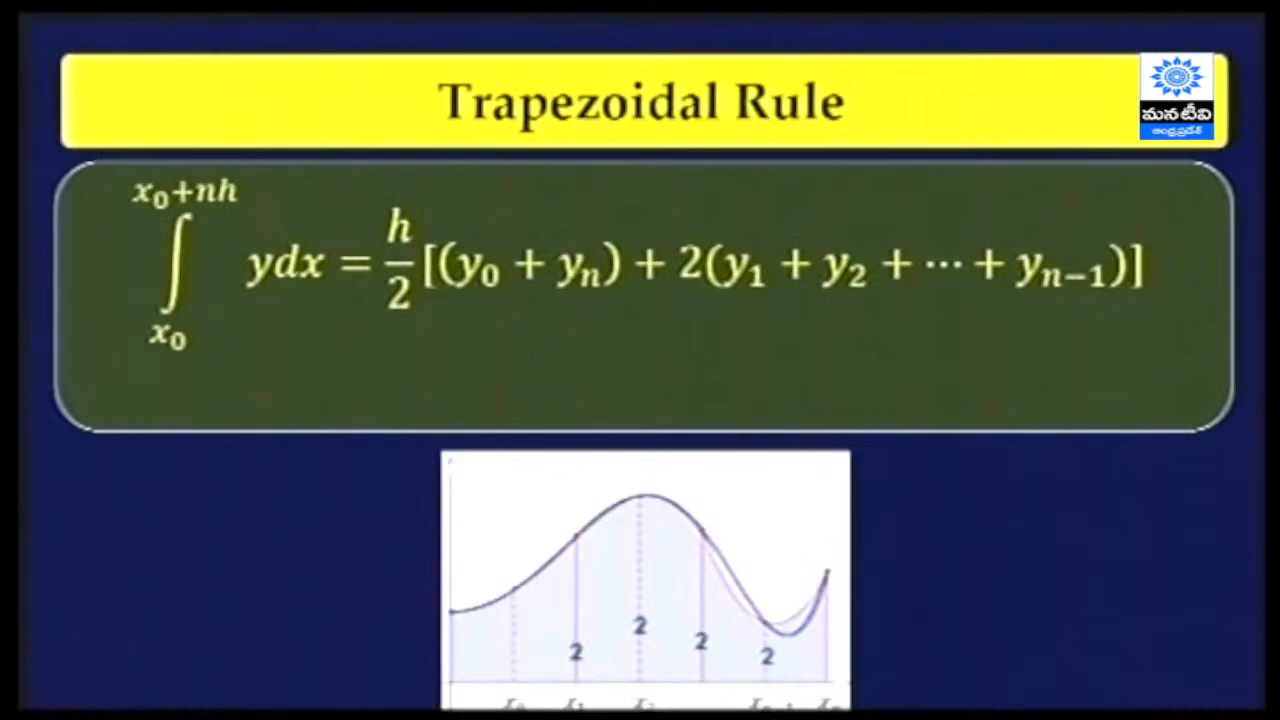 Trapezoidal Rule
మనటీవి
ఆంధ్రప్రదేశ్
x₀+nh
∫ ydx = h/2 [(y₀ + yₙ) + 2(y₁ + y₂ + ⋯ + yₙ₋₁)]
x₀
2
2
2
2